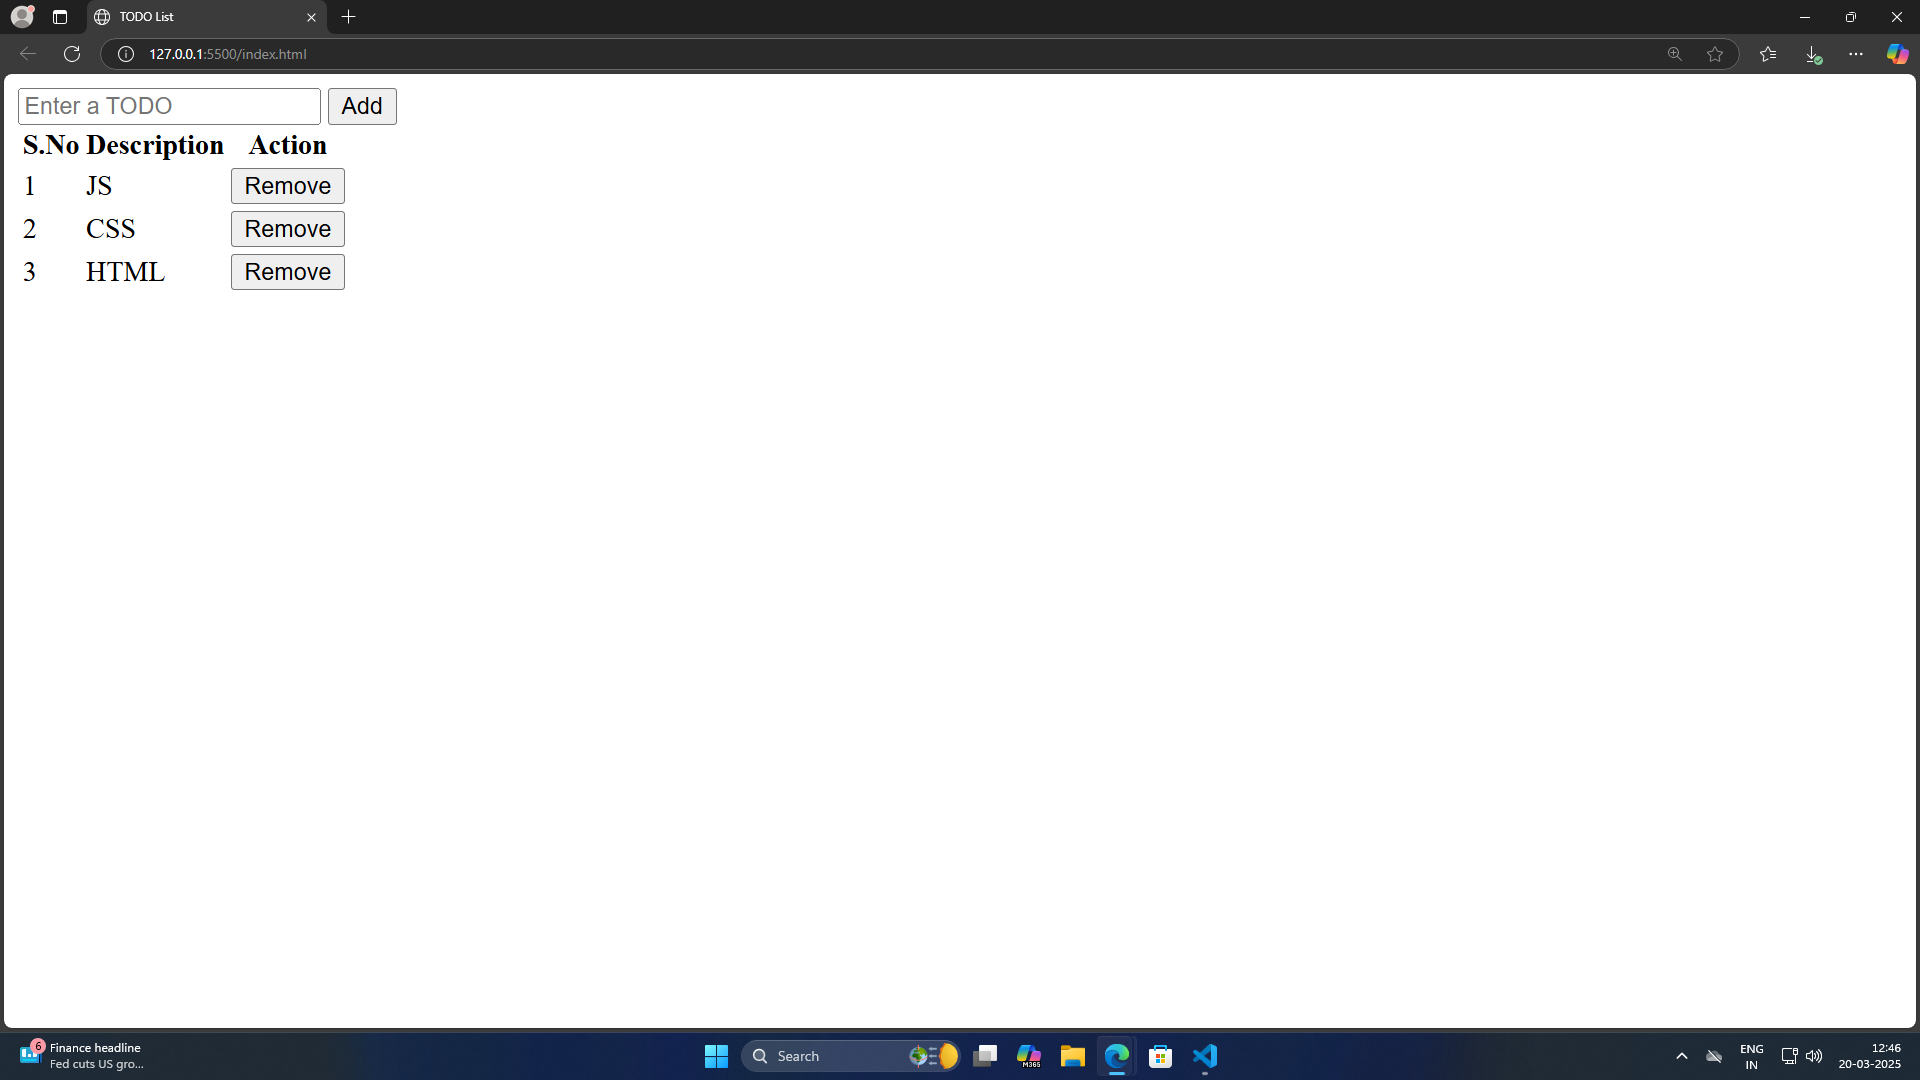 TODO List
127.0.0.1:5500/index.html
Enter a TODO Add
S.No Description Action
1 JS Remove
2 CSS Remove
3 HTML Remove
6 Finance headline
Fed cuts US gro...
Search
M365
ENG
IN
12:46
20-03-2025